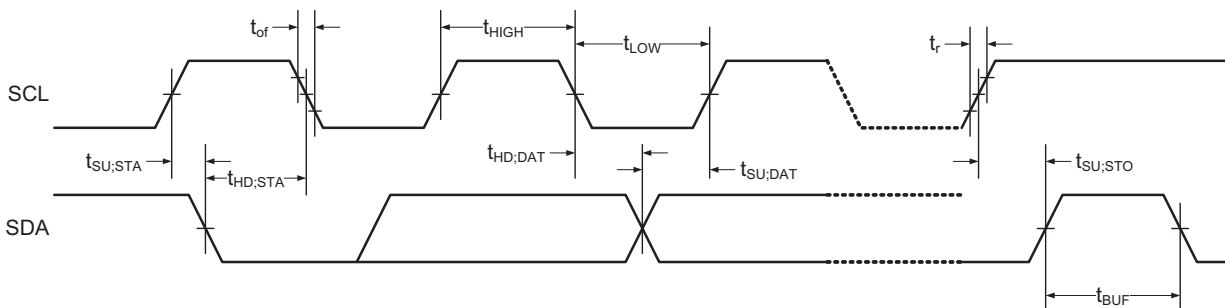 tof
tHIGH
tLOW
tr
SCL
tSU;STA
tHD;STA
tHD;DAT
tSU;DAT
tSU;STO
SDA
tBUF